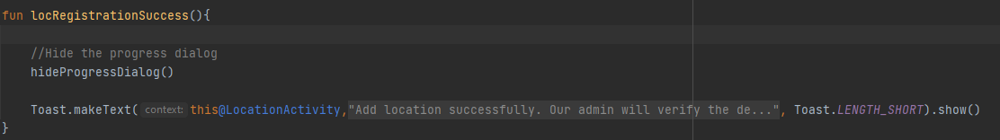 fun locRegistrationSuccess(){
//Hide the progress dialog
hideProgressDialog()
Toast.makeText( context: this@LocationActivity,"Add location successfully. Our admin will verify the de...", Toast.LENGTH_SHORT).show()
}